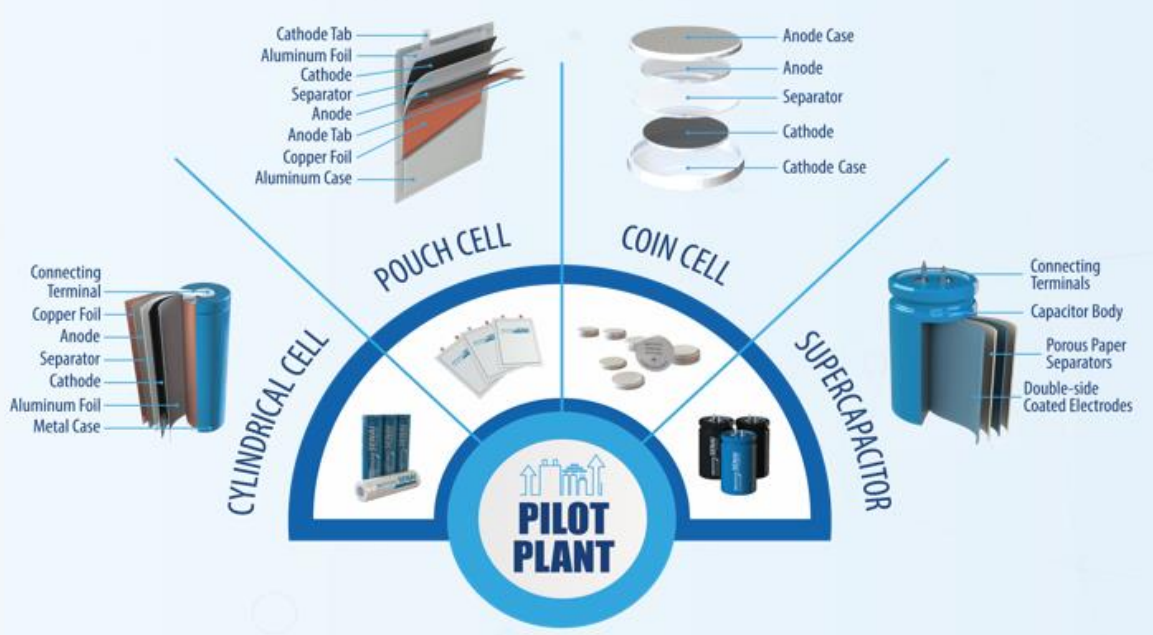 Cathode Tab
Aluminum Foil
Cathode
Separator
Anode
Anode Tab
Copper Foil
Aluminum Case
Anode Case
Anode
Separator
Cathode
Cathode Case
POUCH CELL
COIN CELL
Connecting
Terminal
Copper Foil
Anode
Separator
Cathode
Aluminum Foil
Metal Case
CYLINDRICAL CELL
SUPERCAPACITOR
Connecting
Terminals
Capacitor Body
Porous Paper
Separators
Double-side
Coated Electrodes
PILOT
PLANT